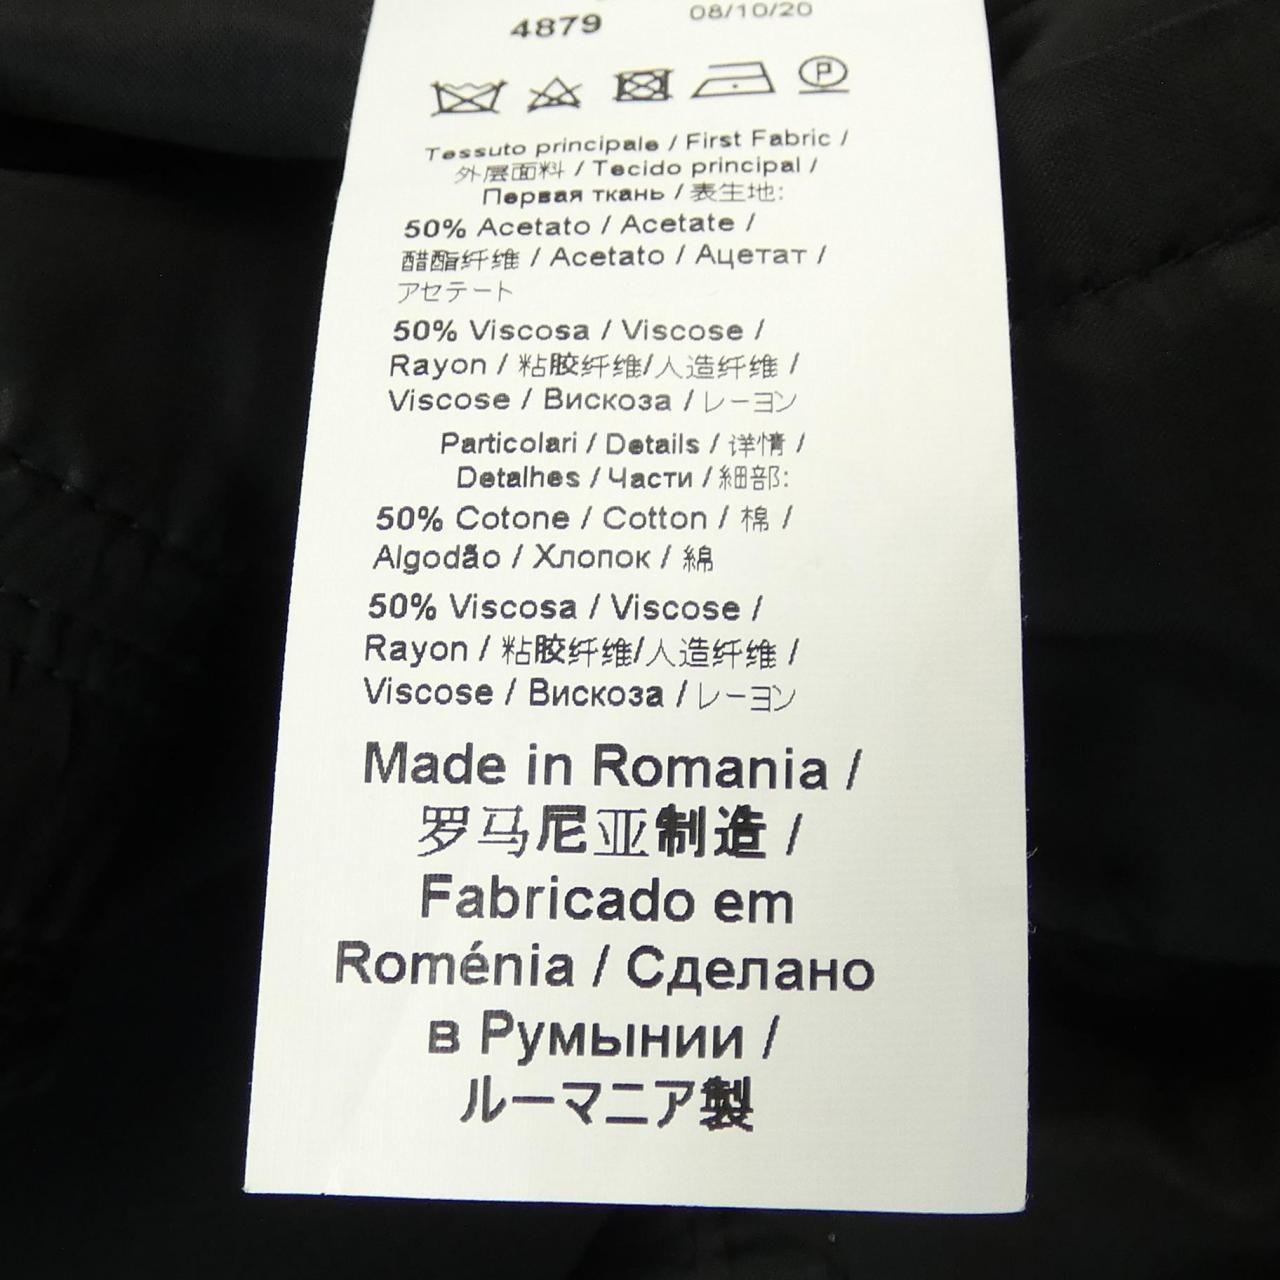 4879 08/10/20
P
Tessuto principale / First Fabric /
外层面料 / Tecido principal /
Первая ткань / 表生地:
50% Acetato / Acetate /
醋酯纤维 / Acetato / Ацетат /
アセテート
50% Viscosa / Viscose /
Rayon / 粘胶纤维/人造纤维 /
Viscose / Вискоза / レーヨン
Particolari / Details / 详情 /
Detalhes / Части / 細部:
50% Cotone / Cotton / 棉 /
Algodão / Хлопок / 綿
50% Viscosa / Viscose /
Rayon / 粘胶纤维/人造纤维 /
Viscose / Вискоза / レーヨン
Made in Romania /
罗马尼亚制造 /
Fabricado em
Roménia / Сделано
в Румынии /
ルーマニア製